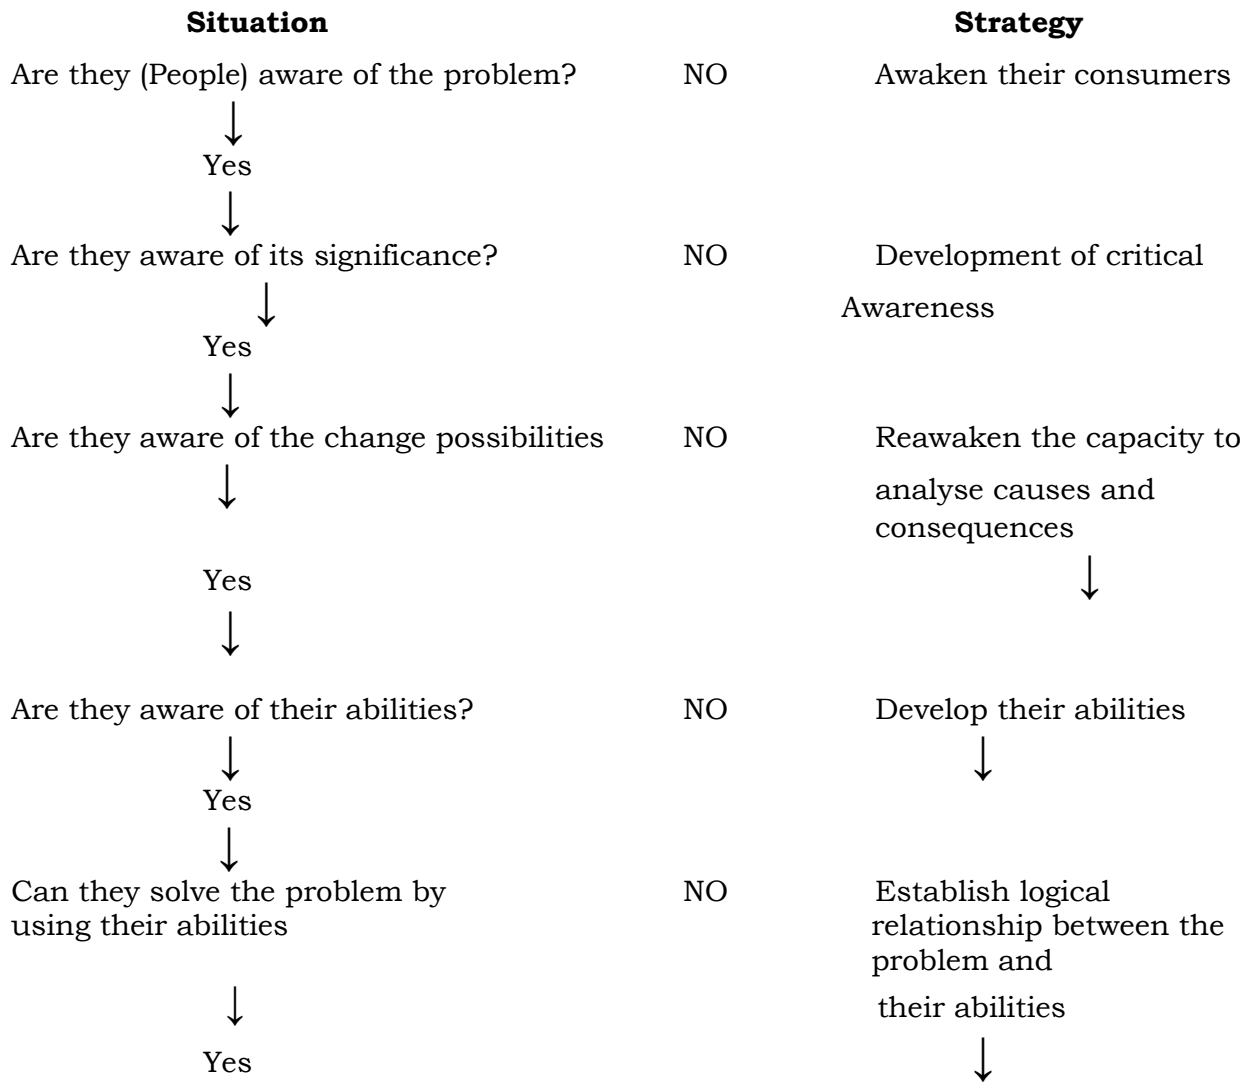 Situation Strategy
Are they (People) aware of the problem? NO Awaken their consumers
↓
Yes
↓
Are they aware of its significance? NO Development of critical
↓ Awareness
Yes
↓
Are they aware of the change possibilities NO Reawaken the capacity to
↓ analyse causes and
consequences
↓
Yes
↓
Are they aware of their abilities? NO Develop their abilities
↓ ↓
Yes
↓
Can they solve the problem by NO Establish logical
using their abilities relationship between the
problem and
↓ their abilities
Yes ↓